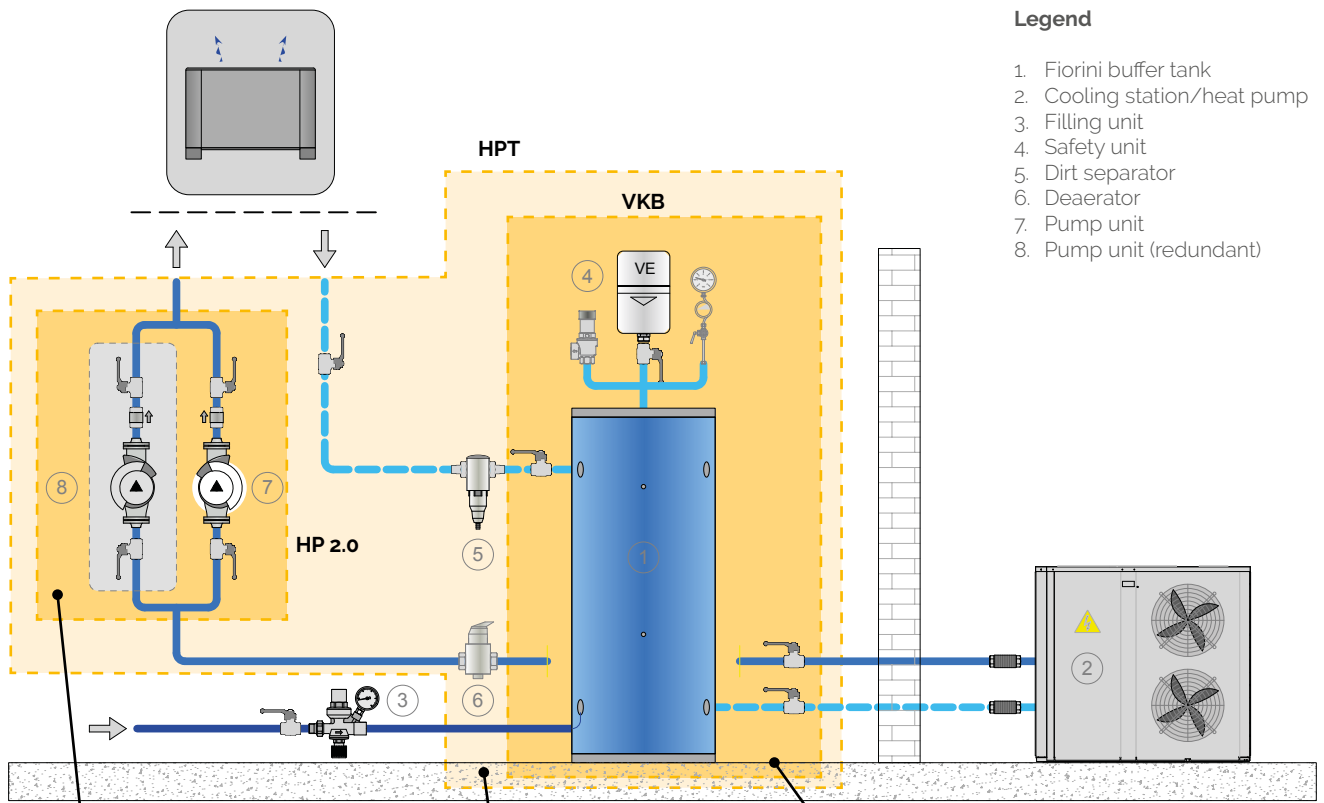 Legend
1. Fiorini buffer tank
2. Cooling station/heat pump
3. Filling unit
4. Safety unit
5. Dirt separator
6. Deaerator
7. Pump unit
8. Pump unit (redundant)
HPT
VKB
4
VE
8
7
HP 2.0
5
1
6
3
2